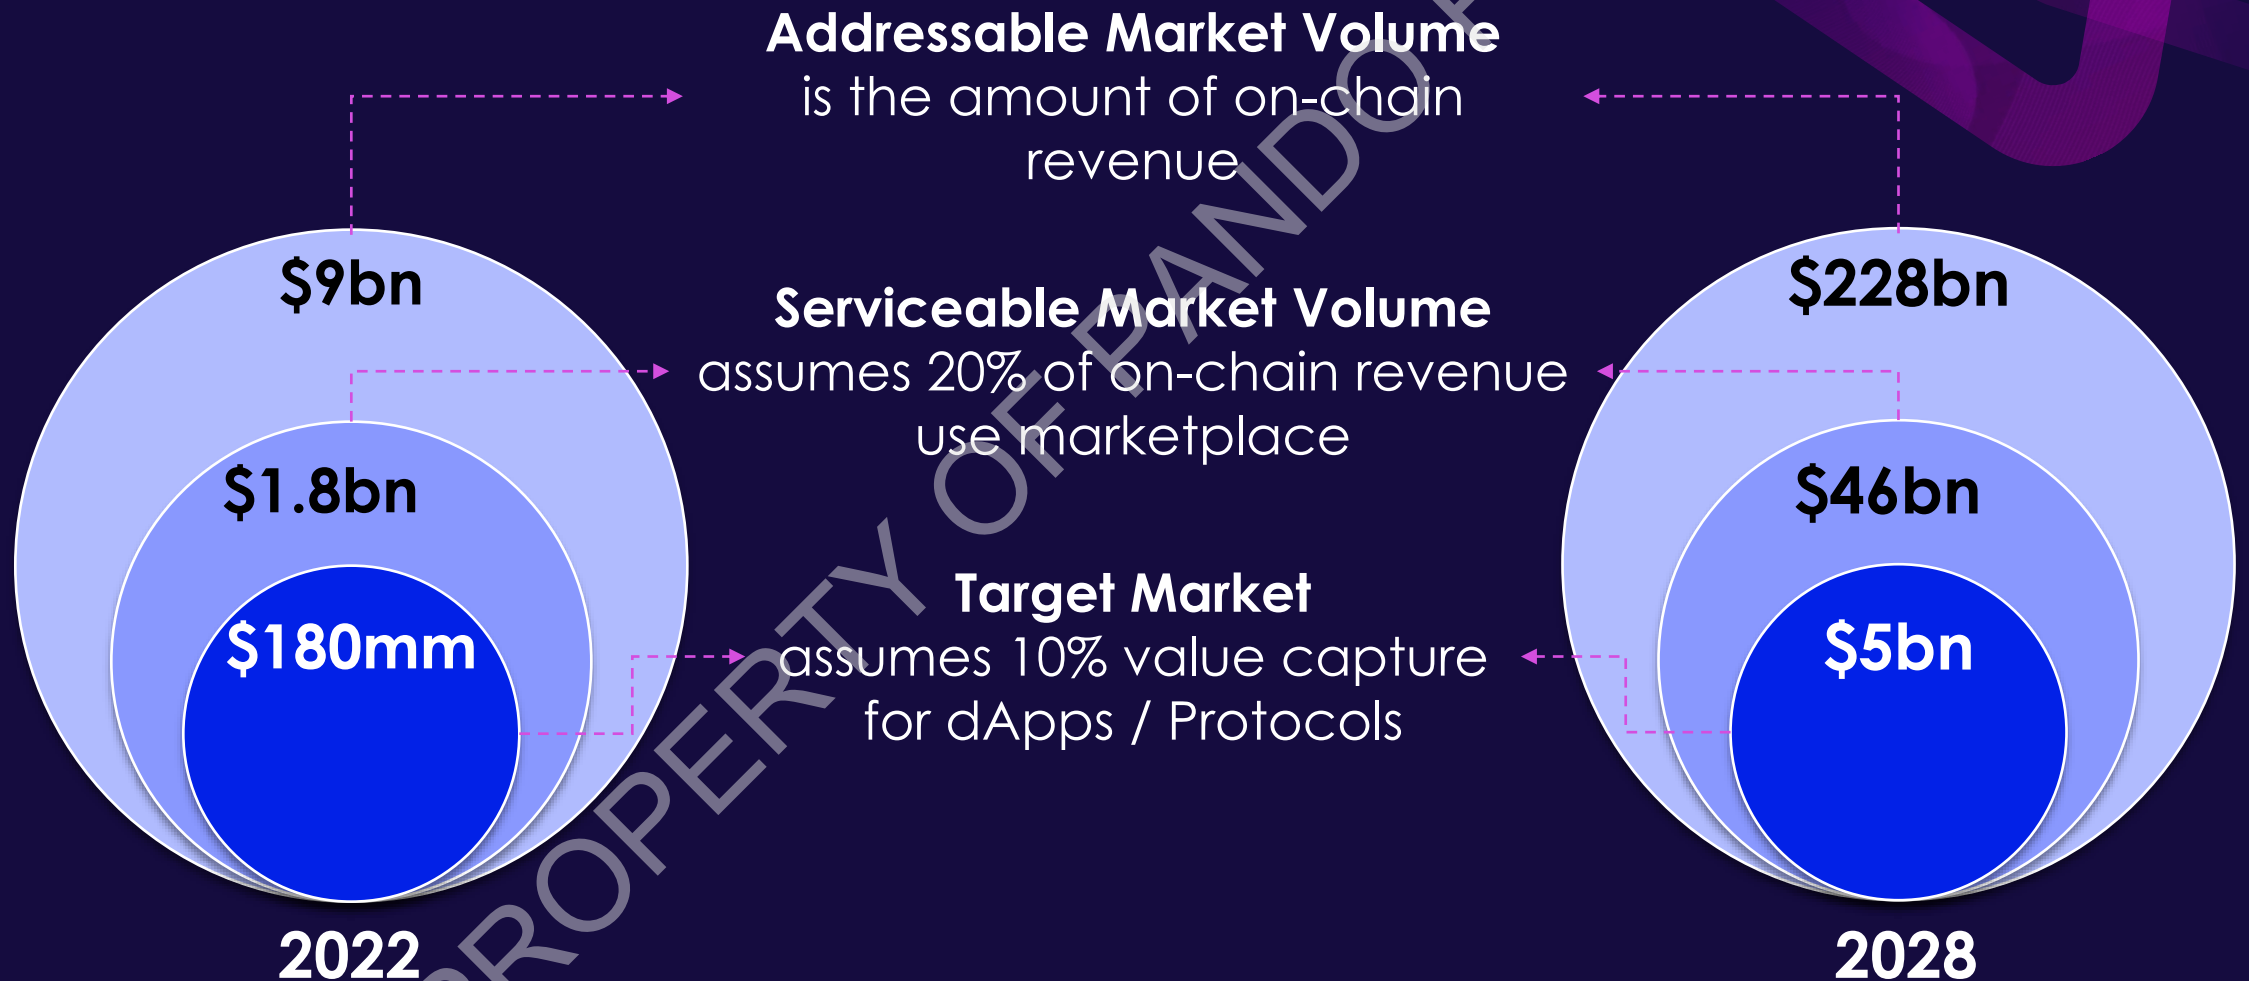 Addressable Market Volume
is the amount of on-chain
revenue
$9bn
$228bn
Serviceable Market Volume
assumes 20% of on-chain revenue
use marketplace
$1.8bn
$46bn
Target Market
assumes 10% value capture
for dApps / Protocols
$180mm
$5bn
2022
2028
PROPERTY OF